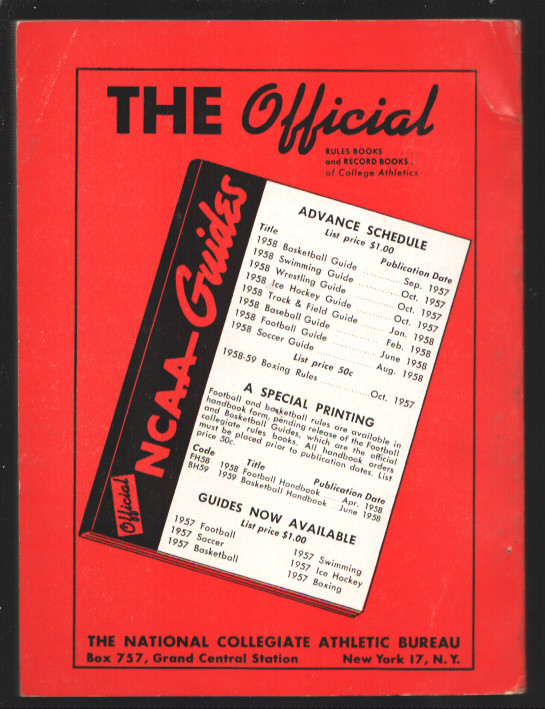 THE Official
RULES BOOKS
and RECORD BOOKS
of College Athletics
Official NCAA-Guides
ADVANCE SCHEDULE
List price $1.00
Title Publication Date
1958 Basketball Guide Sep. 1957
1958 Swimming Guide Oct. 1957
1958 Wrestling Guide Oct. 1957
1958 Ice Hockey Guide Oct. 1957
1958 Track & Field Guide Jan. 1958
1958 Baseball Guide Feb. 1958
1958 Football Guide June 1958
1958 Soccer Guide Aug. 1958
List price 50c
1958-59 Boxing Rules Oct. 1957
A SPECIAL PRINTING
Football and basketball rules are available in
handbook form, pending release of the Football
and Basketball Guides, which are the official
collegiate rules books. All handbook orders
must be placed prior to publication dates. List
price 50c.
Code Title Publication Date
FH58 1958 Football Handbook Apr. 1958
BH59 1959 Basketball Handbook June 1958
GUIDES NOW AVAILABLE
List price $1.00
1957 Football 1957 Swimming
1957 Soccer 1957 Ice Hockey
1957 Basketball 1957 Boxing
THE NATIONAL COLLEGIATE ATHLETIC BUREAU
Box 757, Grand Central Station New York 17, N. Y.